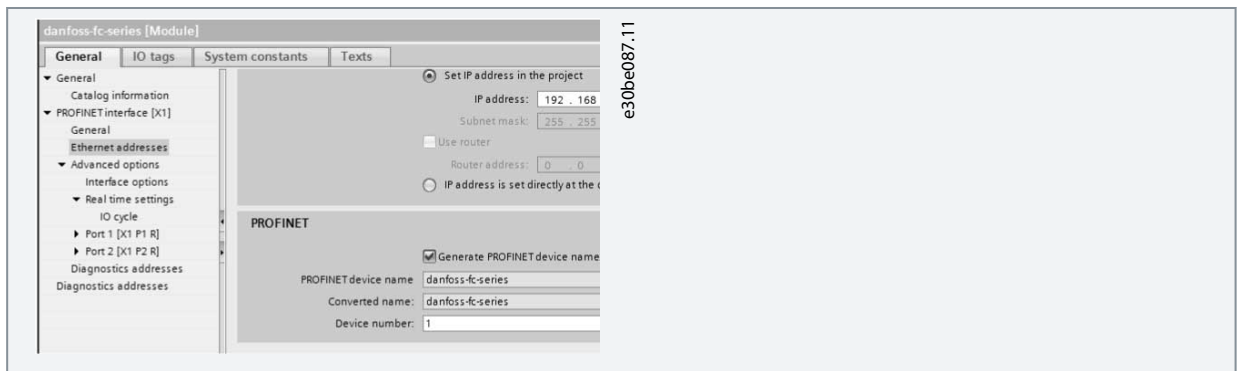 danfoss-fc-series [Module]
General IO tags System constants Texts
General
Catalog information
PROFINET interface [X1]
General
Ethernet addresses
Advanced options
Interface options
Real time settings
IO cycle
Port 1 [X1 P1 R]
Port 2 [X1 P2 R]
Diagnostics addresses
Diagnostics addresses
Set IP address in the project
IP address: 192 . 168
Subnet mask: 255 . 255
Use router
Router address: 0 . 0
IP address is set directly at the
PROFINET
Generate PROFINET device name
PROFINET device name danfoss-fc-series
Converted name: danfoss-fc-series
Device number: 1
e30be087.11